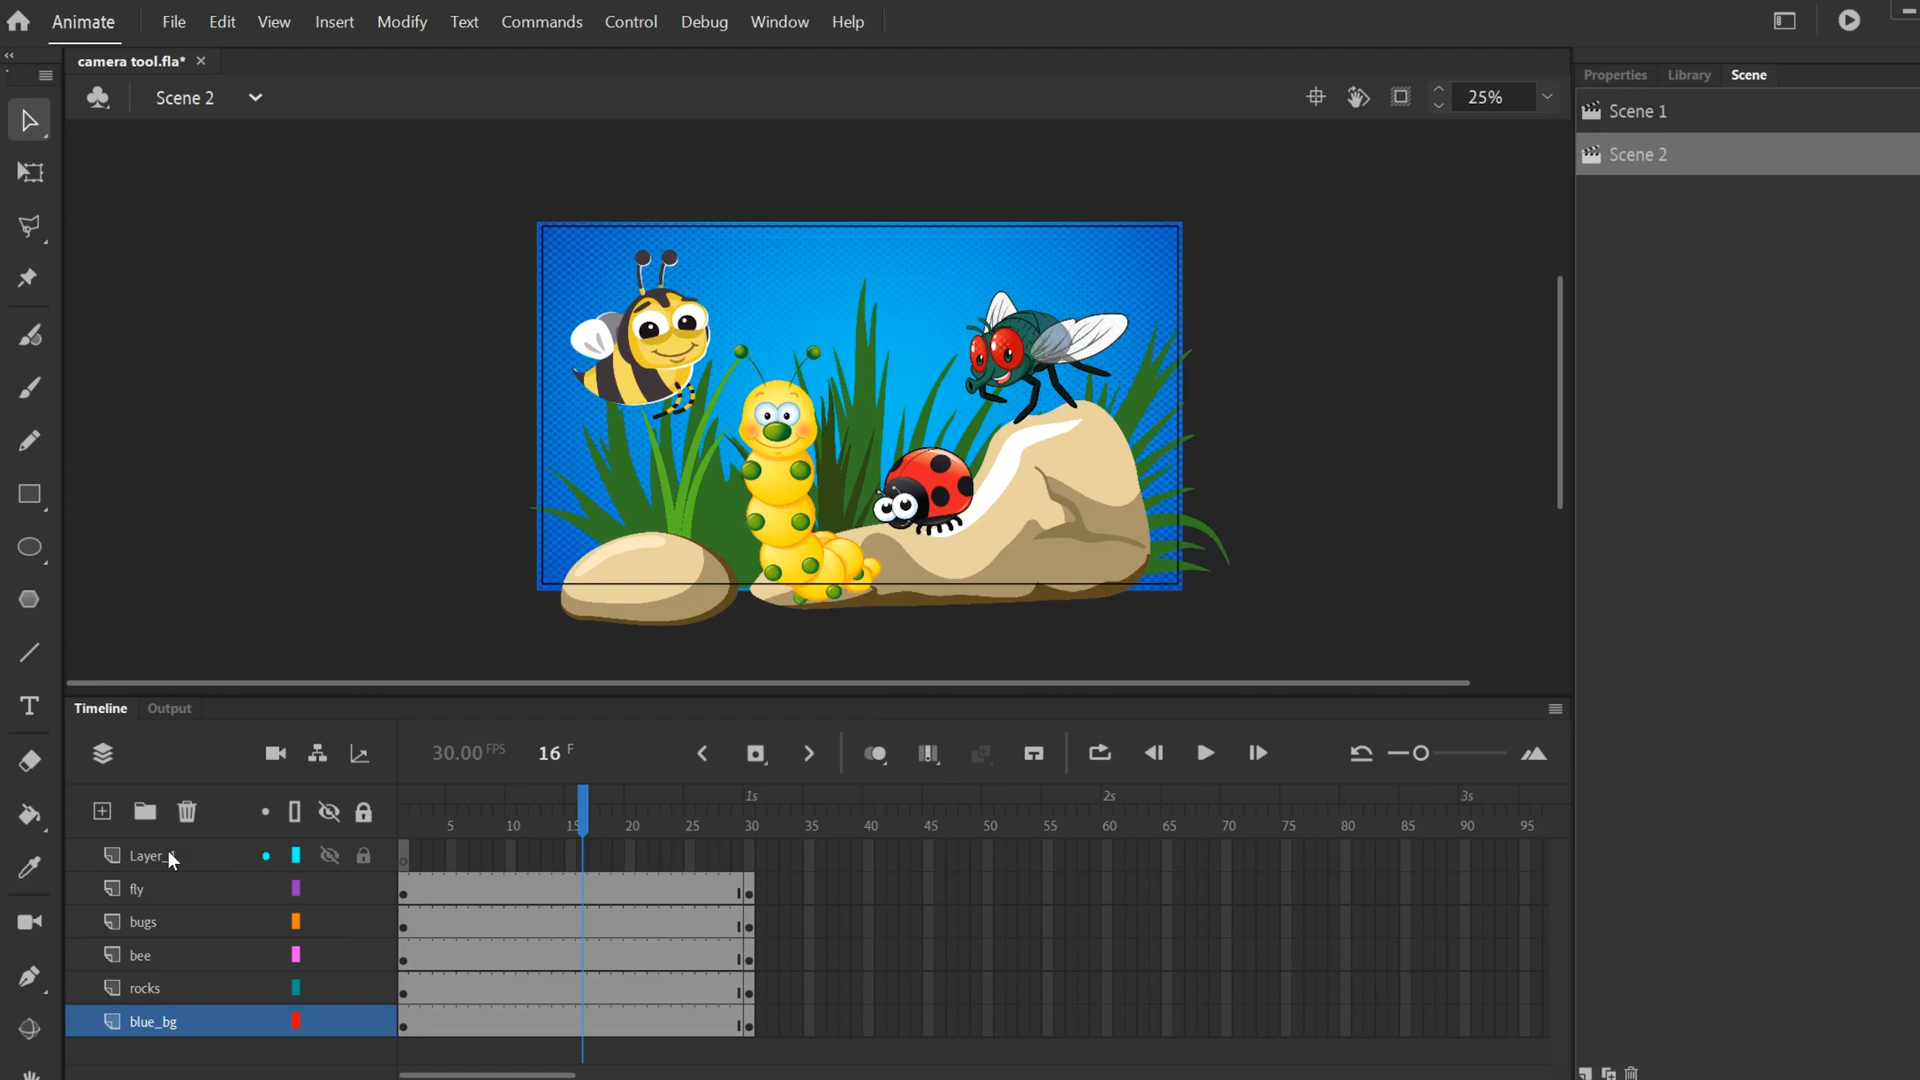 Animate File Edit View Insert Modify Text Commands Control Debug Window Help
camera tool.fla*
Properties Library Scene
Scene 2
25%
Scene 1
Scene 2
Timeline Output
30.00 FPS 16 F
1s 2s 3s
5 10 15 20 25 30 35 40 45 50 55 60 65 70 75 80 85 90 95
Layer_1
fly
bugs
bee
rocks
blue_bg